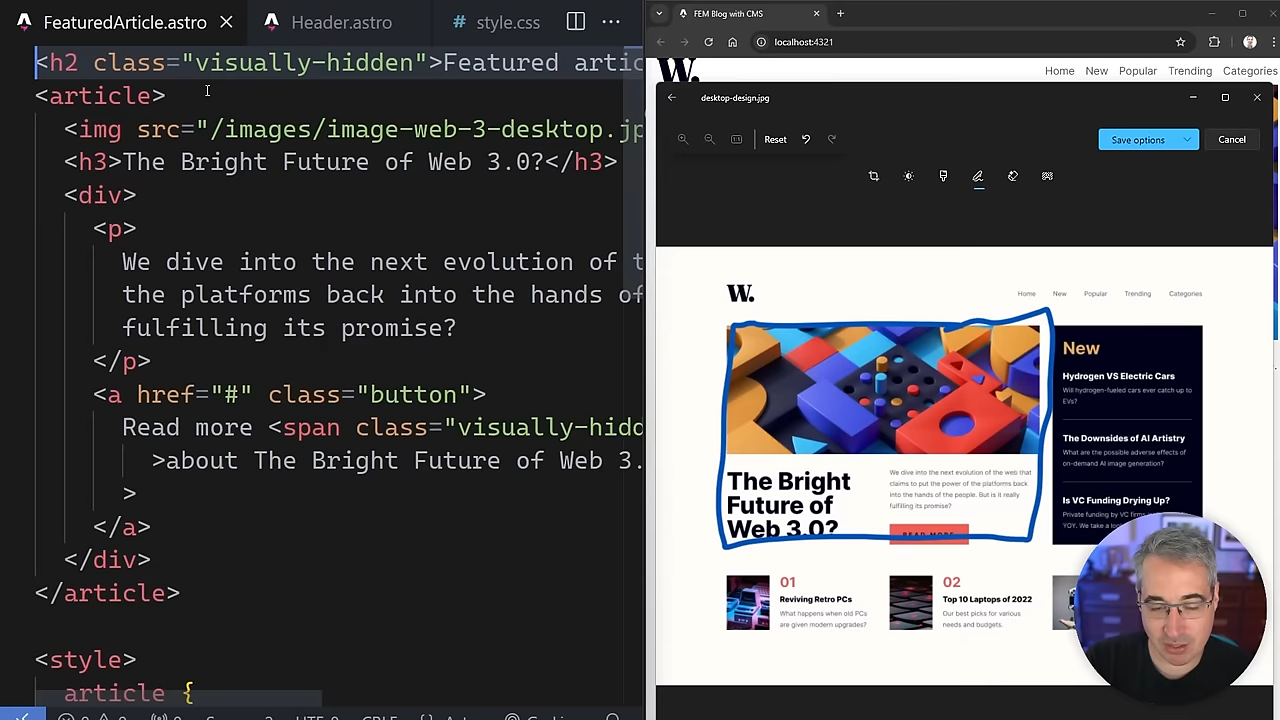 FeaturedArticle.astro
Header.astro
# style.css
<h2 class="visually-hidden">Featured artic
<article>
<img src="/images/image-web-3-desktop.jp
<h3>The Bright Future of Web 3.0?</h3>
<div>
<p>
We dive into the next evolution of t
the platforms back into the hands of
fulfilling its promise?
</p>
<a href="#" class="button">
Read more <span class="visually-hidd
>about The Bright Future of Web 3.
>
</a>
</div>
</article>
<style>
article {
FEM Blog with CMS
localhost:4321
W.
Home New Popular Trending Categories
desktop-design.jpg
Reset
Save options
Cancel
W.
Home New Popular Trending Categories
The Bright
Future of
Web 3.0?
We dive into the next evolution of the web that
claims to put the power of the platforms back
into the hands of the people. But is it really
fulfilling its promise?
READ MORE
New
Hydrogen VS Electric Cars
Will hydrogen-fueled cars ever catch up to
EVs?
The Downsides of AI Artistry
What are the possible adverse effects of
on-demand AI image generation?
Is VC Funding Drying Up?
Private funding by VC firms
YOY. We take a
01
Reviving Retro PCs
What happens when old PCs
are given modern upgrades?
02
Top 10 Laptops of 2022
Our best picks for various
needs and budgets.